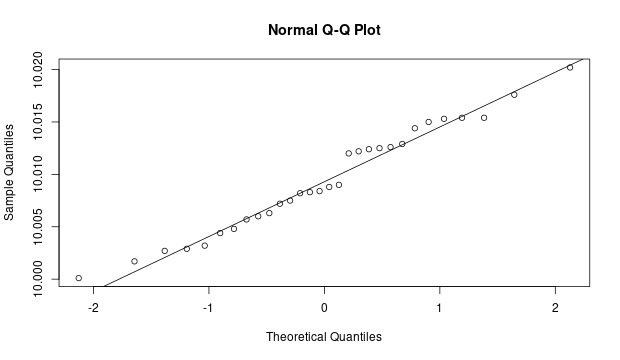 Normal Q-Q Plot
Sample Quantiles
10.020
10.015
10.010
10.005
10.000
-2 -1 0 1 2
Theoretical Quantiles